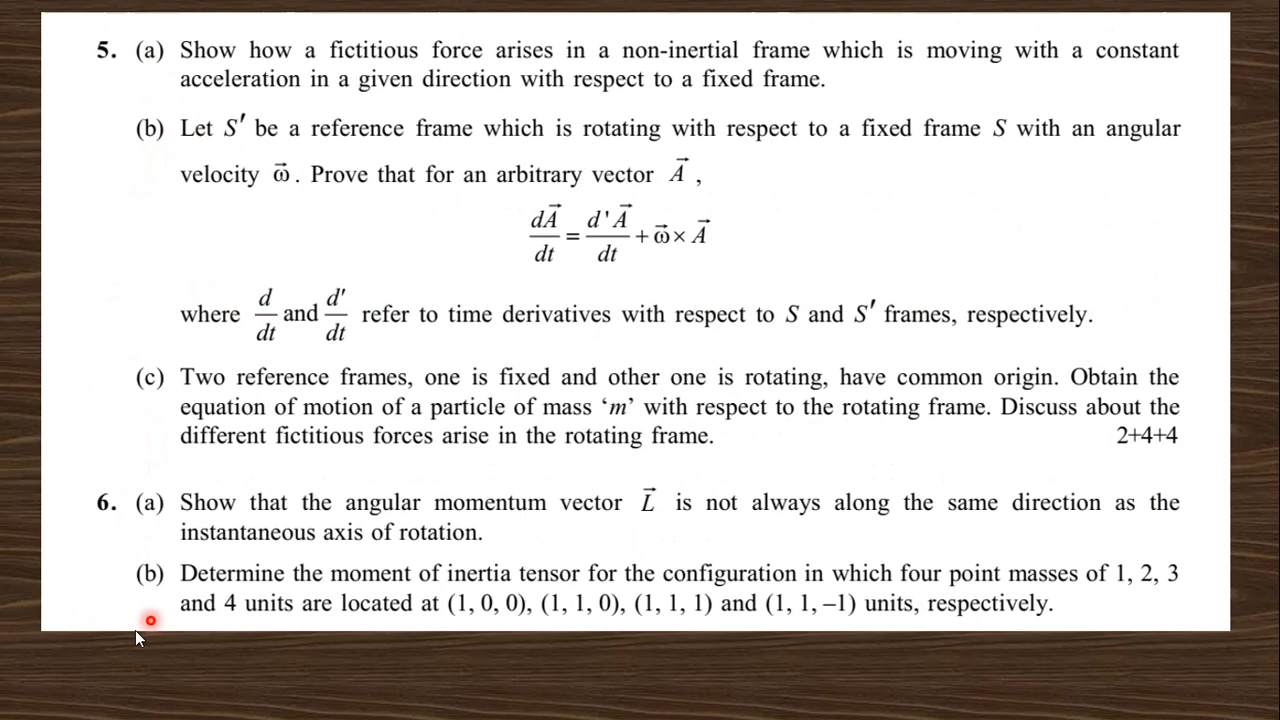 5. (a) Show how a fictitious force arises in a non-inertial frame which is moving with a constant
acceleration in a given direction with respect to a fixed frame.
(b) Let S′ be a reference frame which is rotating with respect to a fixed frame S with an angular
velocity ω⃗. Prove that for an arbitrary vector A⃗,
dA⃗/dt = d'A⃗/dt + ω⃗ × A⃗
where d/dt and d′/dt refer to time derivatives with respect to S and S′ frames, respectively.
(c) Two reference frames, one is fixed and other one is rotating, have common origin. Obtain the
equation of motion of a particle of mass ‘m’ with respect to the rotating frame. Discuss about the
different fictitious forces arise in the rotating frame. 2+4+4
6. (a) Show that the angular momentum vector L⃗ is not always along the same direction as the
instantaneous axis of rotation.
(b) Determine the moment of inertia tensor for the configuration in which four point masses of 1, 2, 3
and 4 units are located at (1, 0, 0), (1, 1, 0), (1, 1, 1) and (1, 1, –1) units, respectively.